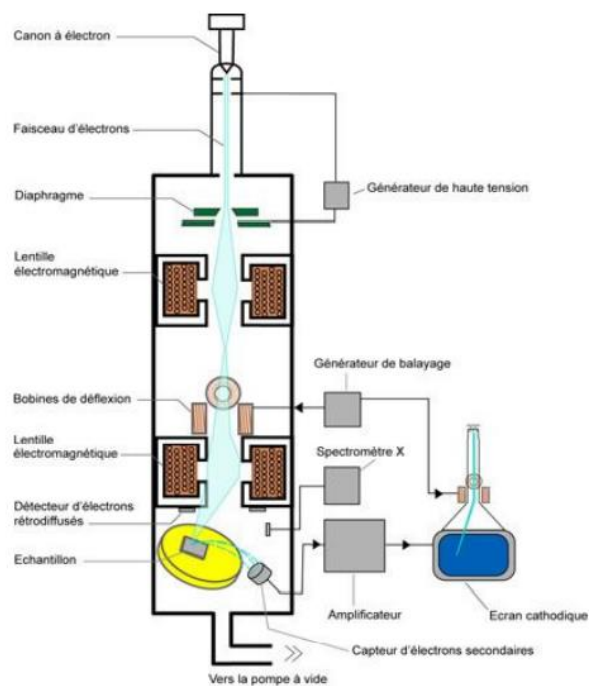 Canon à électron
Faisceau d'électrons
Diaphragme
Générateur de haute tension
Lentille
électromagnétique
Générateur de balayage
Bobines de déflexion
Lentille
électromagnétique
Spectromètre X
Détecteur d'électrons
rétrodiffusés
Echantillon
Amplificateur
Ecran cathodique
Capteur d'électrons secondaires
Vers la pompe à vide